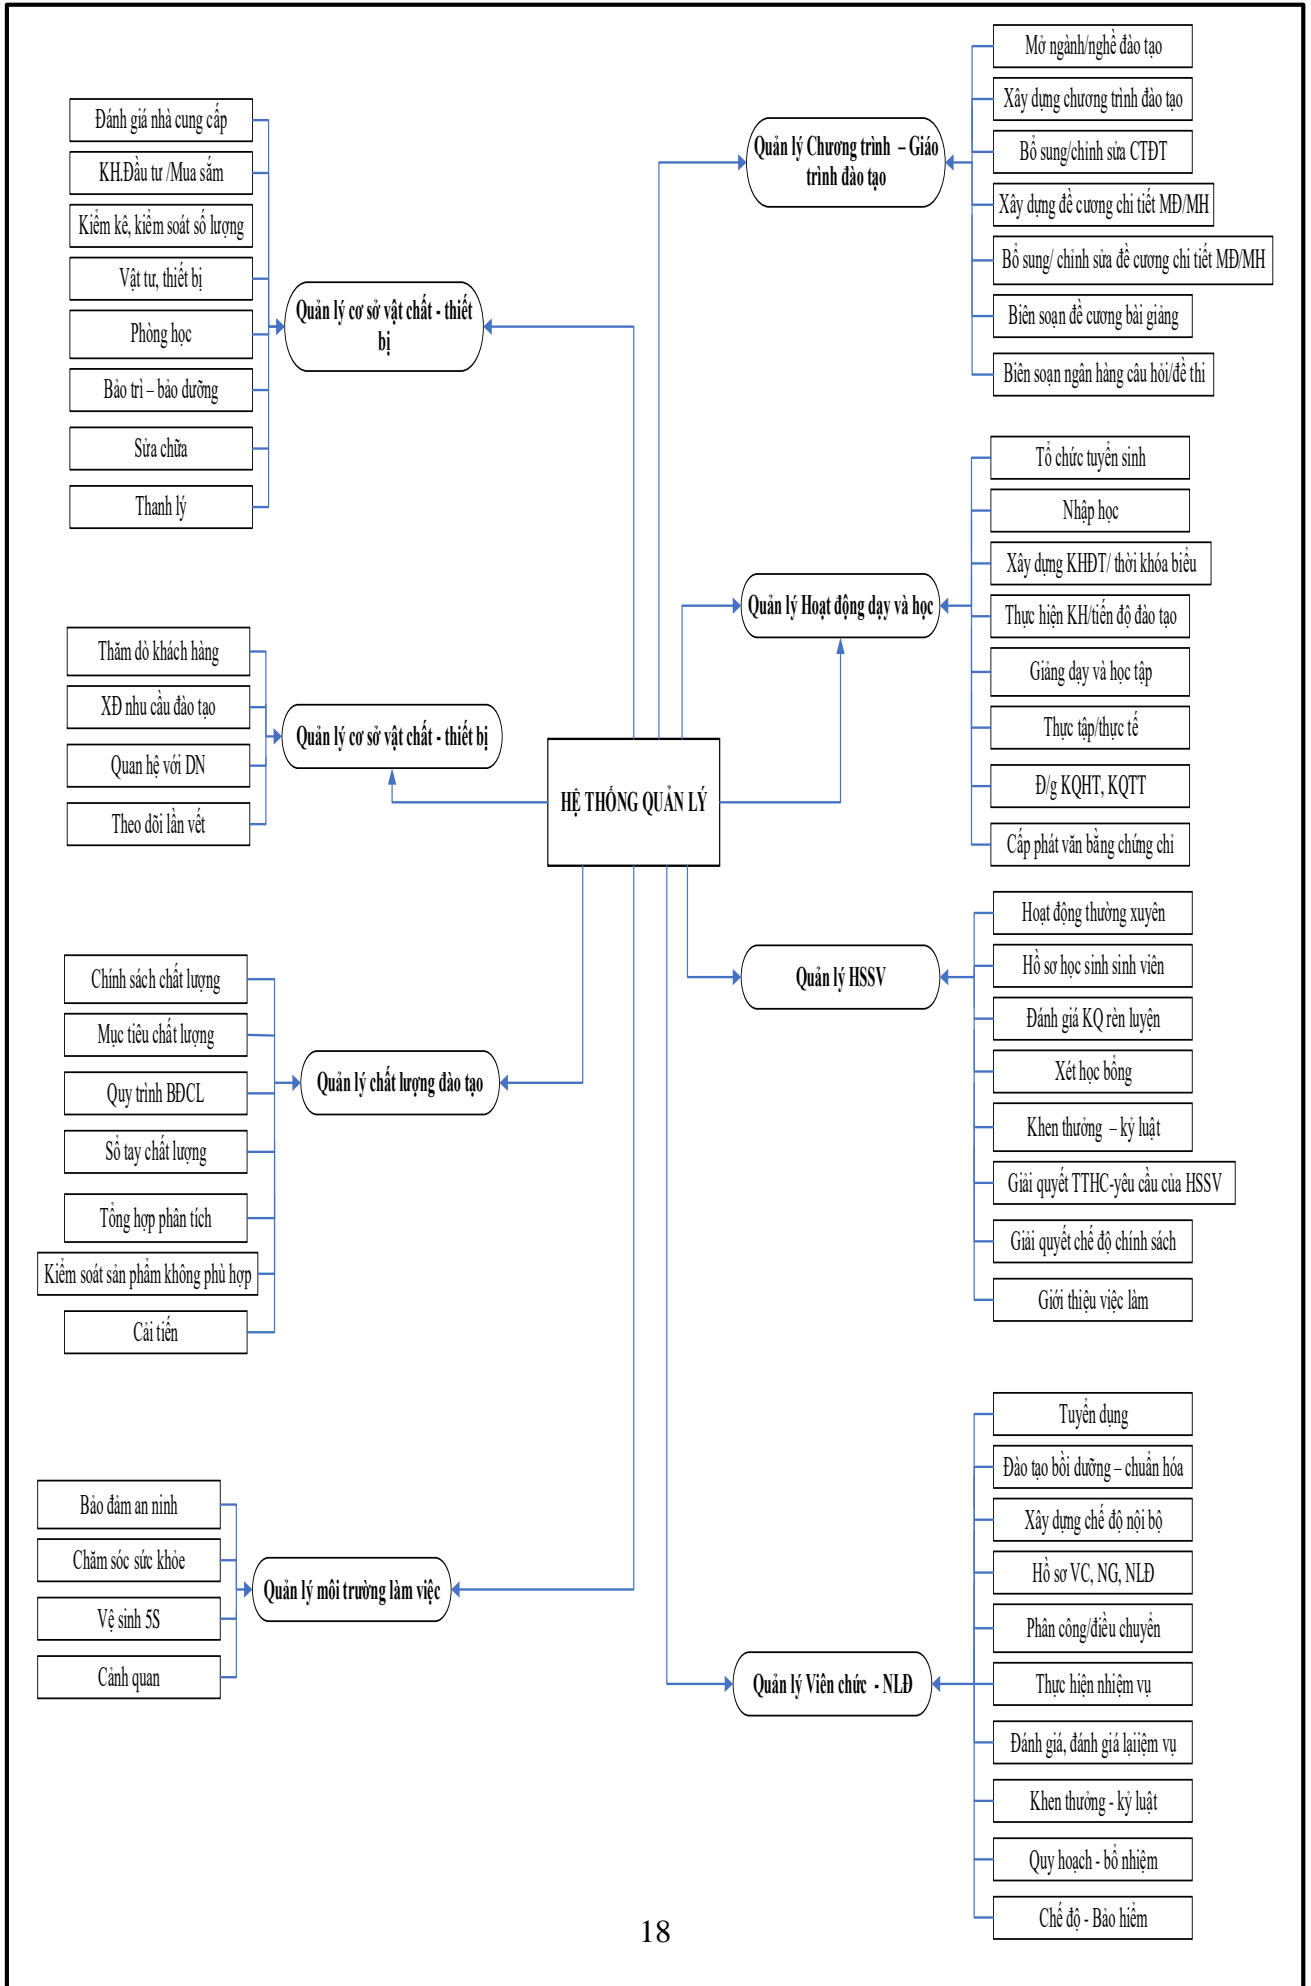 Đánh giá nhà cung cấp
KH.Đầu tư /Mua sắm
Kiểm kê, kiểm soát số lượng
Vật tư, thiết bị
Phòng học
Bảo trì – bảo dưỡng
Sửa chữa
Thanh lý
Quản lý cơ sở vật chất - thiết
bị
Thăm dò khách hàng
XĐ nhu cầu đào tạo
Quan hệ với DN
Theo dõi lần vết
Quản lý cơ sở vật chất - thiết bị
Chính sách chất lượng
Mục tiêu chất lượng
Quy trình BĐCL
Sổ tay chất lượng
Tổng hợp phân tích
Kiểm soát sản phẩm không phù hợp
Cải tiến
Quản lý chất lượng đào tạo
Bảo đảm an ninh
Chăm sóc sức khỏe
Vệ sinh 5S
Cảnh quan
Quản lý môi trường làm việc
HỆ THỐNG QUẢN LÝ
Quản lý Chương trình – Giáo
trình đào tạo
Mở ngành/nghề đào tạo
Xây dựng chương trình đào tạo
Bổ sung/chỉnh sửa CTĐT
Xây dựng đề cương chi tiết MĐ/MH
Bổ sung/ chỉnh sửa đề cương chi tiết MĐ/MH
Biên soạn đề cương bài giảng
Biên soạn ngân hàng câu hỏi/đề thi
Quản lý Hoạt động dạy và học
Tổ chức tuyển sinh
Nhập học
Xây dựng KHĐT/ thời khóa biểu
Thực hiện KH/tiến độ đào tạo
Giảng dạy và học tập
Thực tập/thực tế
Đ/g KQHT, KQTT
Cấp phát văn bằng chứng chỉ
Quản lý HSSV
Hoạt động thường xuyên
Hồ sơ học sinh sinh viên
Đánh giá KQ rèn luyện
Xét học bổng
Khen thưởng – kỷ luật
Giải quyết TTHC-yêu cầu của HSSV
Giải quyết chế độ chính sách
Giới thiệu việc làm
Quản lý Viên chức - NLĐ
Tuyển dụng
Đào tạo bồi dưỡng – chuẩn hóa
Xây dựng chế độ nội bộ
Hồ sơ VC, NG, NLĐ
Phân công/điều chuyển
Thực hiện nhiệm vụ
Đánh giá, đánh giá lạiiệm vụ
Khen thưởng - kỷ luật
Quy hoạch - bổ nhiệm
Chế độ - Bảo hiểm
18